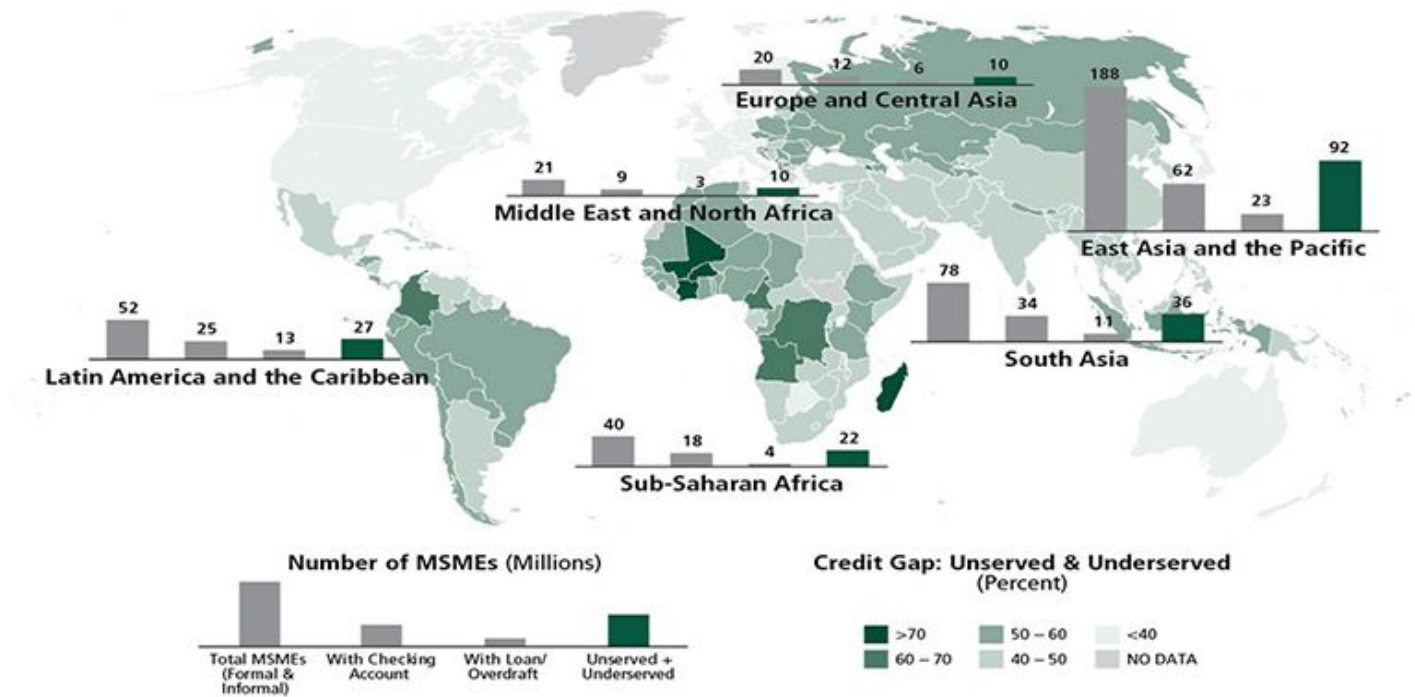 20 12 6 10
Europe and Central Asia
188 62 23 92
East Asia and the Pacific
21 9 3 10
Middle East and North Africa
78 34 11 36
South Asia
52 25 13 27
Latin America and the Caribbean
40 18 4 22
Sub-Saharan Africa
Number of MSMEs (Millions)
Total MSMEs
(Formal &
Informal)
With Checking
Account
With Loan/
Overdraft
Unserved +
Underserved
Credit Gap: Unserved & Underserved
(Percent)
>70
50 – 60
<40
60 – 70
40 – 50
NO DATA